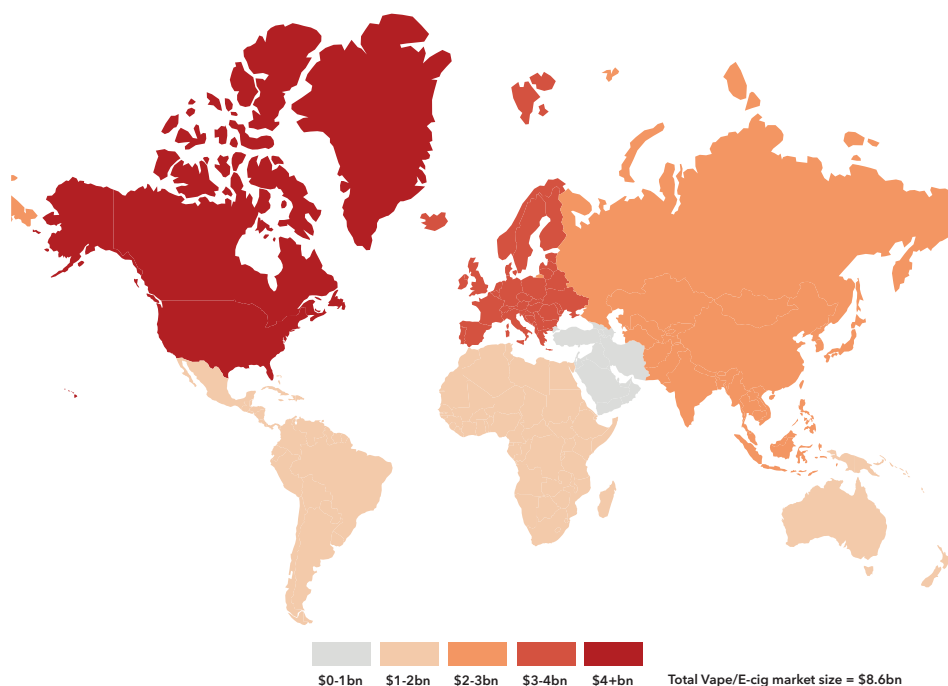 $0-1bn $1-2bn $2-3bn $3-4bn $4+bn Total Vape/E-cig market size = $8.6bn